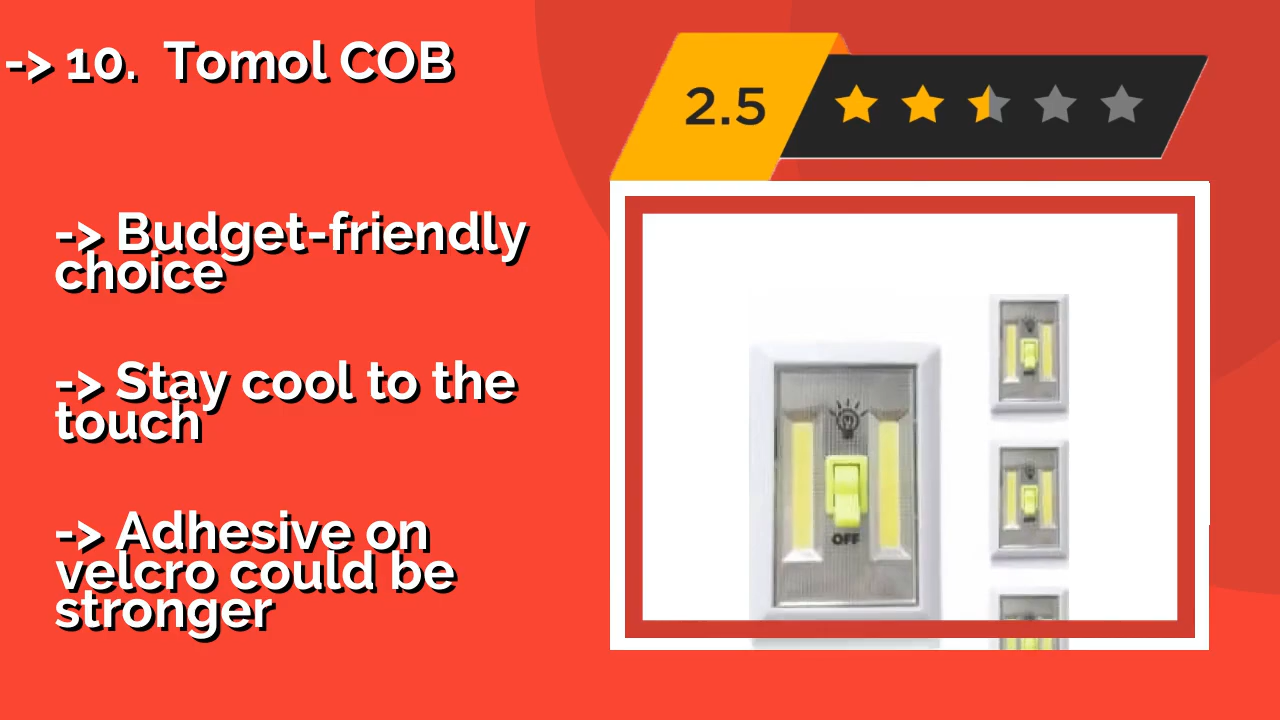 -> 10.  Tomol COB
2.5
-> Budget-friendly
choice
-> Stay cool to the
touch
-> Adhesive on
velcro could be
stronger
OFF